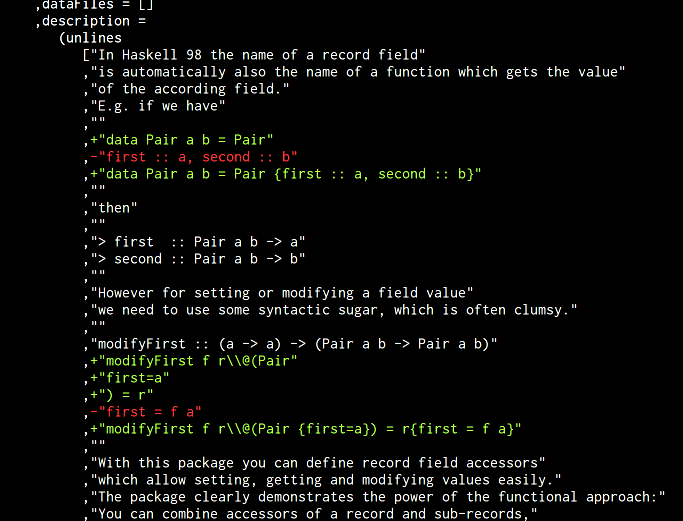 ,dataFiles = []
,description =
(unlines
["In Haskell 98 the name of a record field"
,"is automatically also the name of a function which gets the value"
,"of the according field."
,"E.g. if we have"
,""
,+"data Pair a b = Pair"
,-"first :: a, second :: b"
,+"data Pair a b = Pair {first :: a, second :: b}"
,""
,"then"
,""
,"> first  :: Pair a b -> a"
,"> second :: Pair a b -> b"
,""
,"However for setting or modifying a field value"
,"we need to use some syntactic sugar, which is often clumsy."
,""
,"modifyFirst :: (a -> a) -> (Pair a b -> Pair a b)"
,+"modifyFirst f r\\@(Pair"
,+"first=a"
,+") = r"
,-"first = f a"
,+"modifyFirst f r\\@(Pair {first=a}) = r{first = f a}"
,""
,"With this package you can define record field accessors"
,"which allow setting, getting and modifying values easily."
,"The package clearly demonstrates the power of the functional approach:"
,"You can combine accessors of a record and sub-records,"